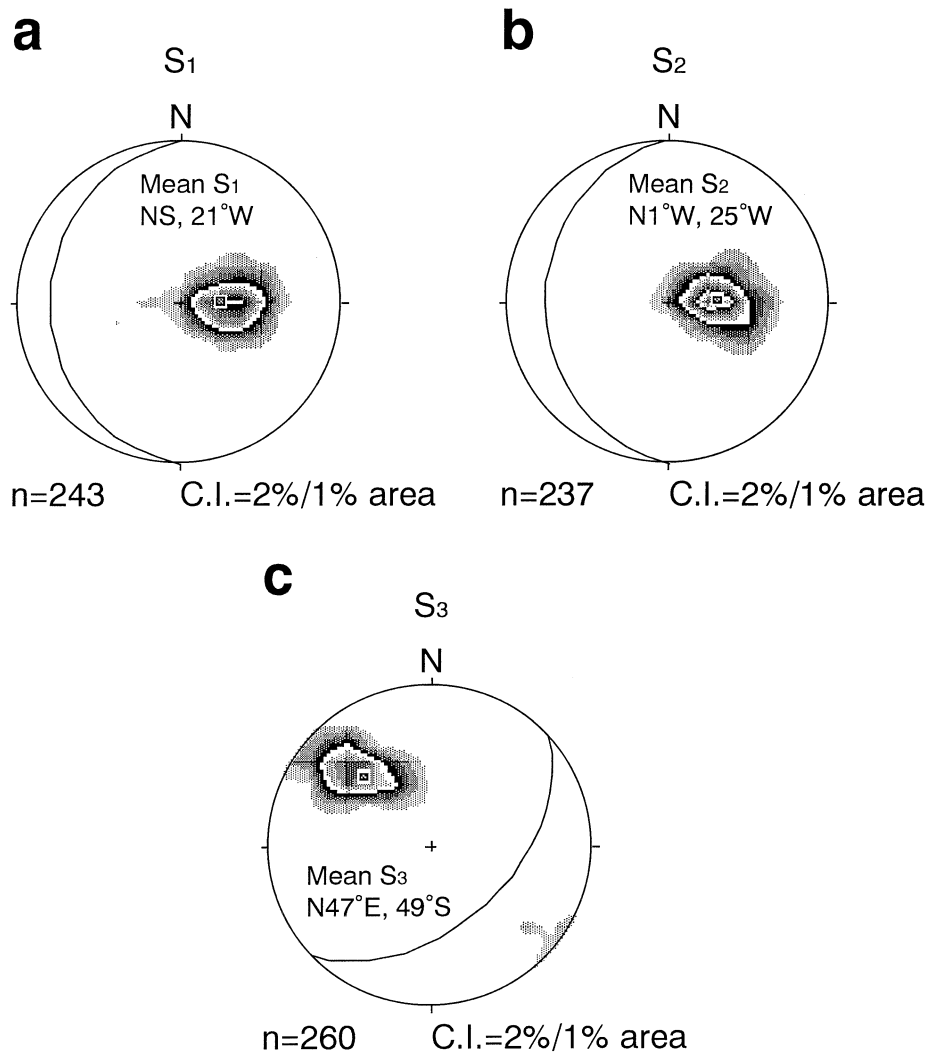 a
S1
N
Mean S1
NS, 21°W
n=243 C.I.=2%/1% area
b
S2
N
Mean S2
N1°W, 25°W
n=237 C.I.=2%/1% area
c
S3
N
Mean S3
N47°E, 49°S
n=260 C.I.=2%/1% area